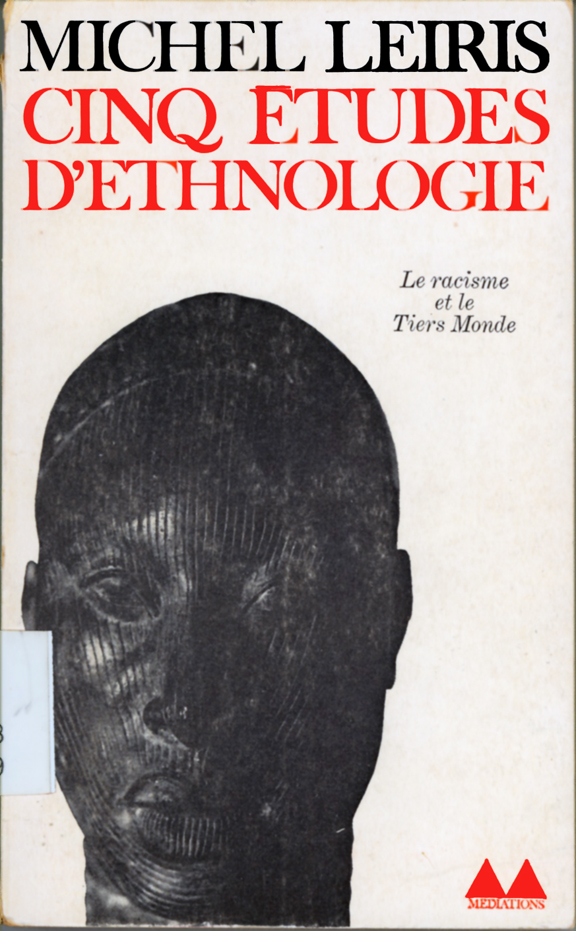 MICHEL LEIRIS
CINQ ETUDES
D'ETHNOLOGIE
Le racisme
et le
Tiers Monde
MEDIATIONS